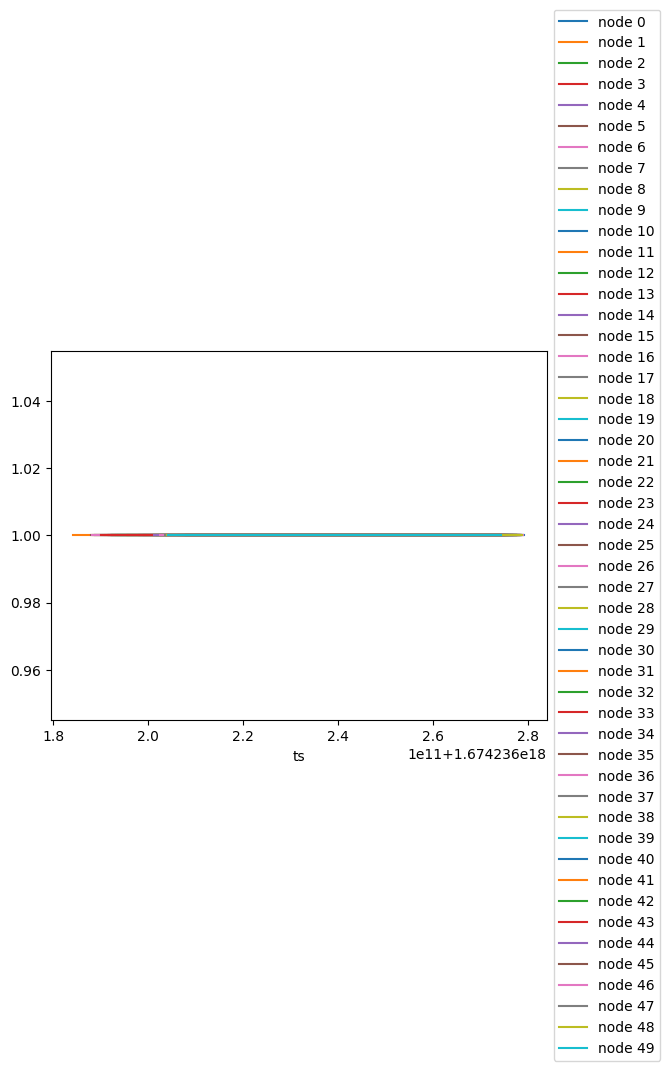 1.04
1.02
1.00
0.98
0.96
1.8 2.0 2.2 2.4 2.6 2.8
ts
1e11+1.674236e18
node 0
node 1
node 2
node 3
node 4
node 5
node 6
node 7
node 8
node 9
node 10
node 11
node 12
node 13
node 14
node 15
node 16
node 17
node 18
node 19
node 20
node 21
node 22
node 23
node 24
node 25
node 26
node 27
node 28
node 29
node 30
node 31
node 32
node 33
node 34
node 35
node 36
node 37
node 38
node 39
node 40
node 41
node 42
node 43
node 44
node 45
node 46
node 47
node 48
node 49